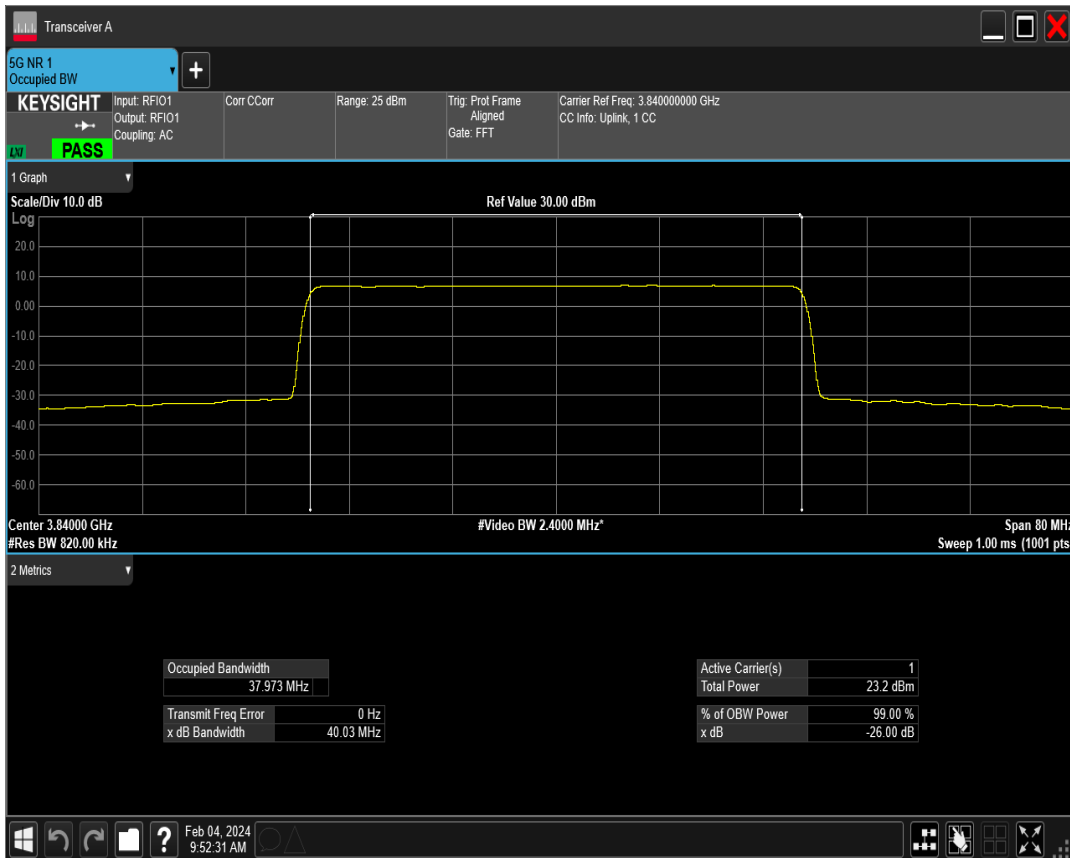 Transceiver A
5G NR 1
Occupied BW
+
KEYSIGHT
LXI
PASS
Input: RFIO1
Output: RFIO1
Coupling: AC
Corr CCorr
Range: 25 dBm
Trig: Prot Frame
Aligned
Gate: FFT
Carrier Ref Freq: 3.840000000 GHz
CC Info: Uplink, 1 CC
1 Graph
Scale/Div 10.0 dB
Ref Value 30.00 dBm
Log
20.0
10.0
0.00
-10.0
-20.0
-30.0
-40.0
-50.0
-60.0
Center 3.84000 GHz
#Video BW 2.4000 MHz*
Span 80 MHz
#Res BW 820.00 kHz
Sweep 1.00 ms (1001 pts
2 Metrics
Occupied Bandwidth
37.973 MHz
Transmit Freq Error 0 Hz
x dB Bandwidth 40.03 MHz
Active Carrier(s) 1
Total Power 23.2 dBm
% of OBW Power 99.00 %
x dB -26.00 dB
?
Feb 04, 2024
9:52:31 AM